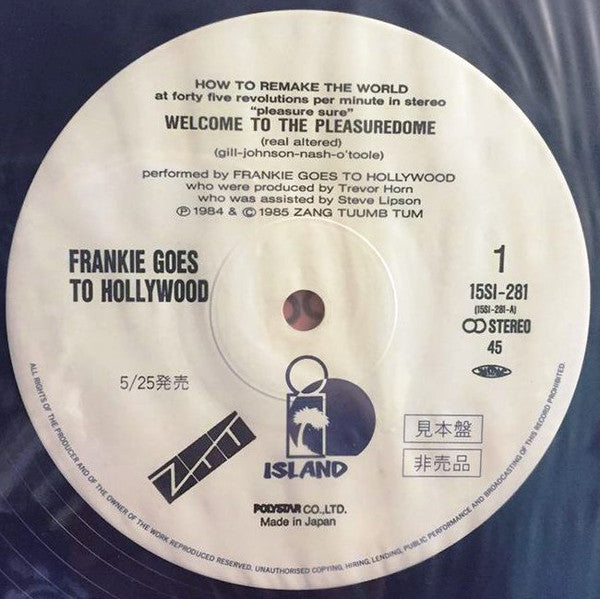 HOW TO REMAKE THE WORLD
at forty five revolutions per minute in stereo
"pleasure sure"
WELCOME TO THE PLEASUREDOME
(real altered)
(gill-johnson-nash-o'toole)
performed by FRANKIE GOES TO HOLLYWOOD
who were produced by Trevor Horn
who was assisted by Steve Lipson
Ⓟ 1984 & © 1985 ZANG TUUMB TUM
FRANKIE GOES
TO HOLLYWOOD
1
15SI-281
(15SI-281-A)
STEREO
45
5/25発売
ZTT
ISLAND
見本盤
非売品
POLYSTAR CO.,LTD.
Made in Japan
ALL RIGHTS OF THE PRODUCER AND OF THE OWNER OF THE WORK REPRODUCED RESERVED. UNAUTHORISED COPYING, HIRING, LENDING, PUBLIC PERFORMANCE AND BROADCASTING OF THIS RECORD PROHIBITED.